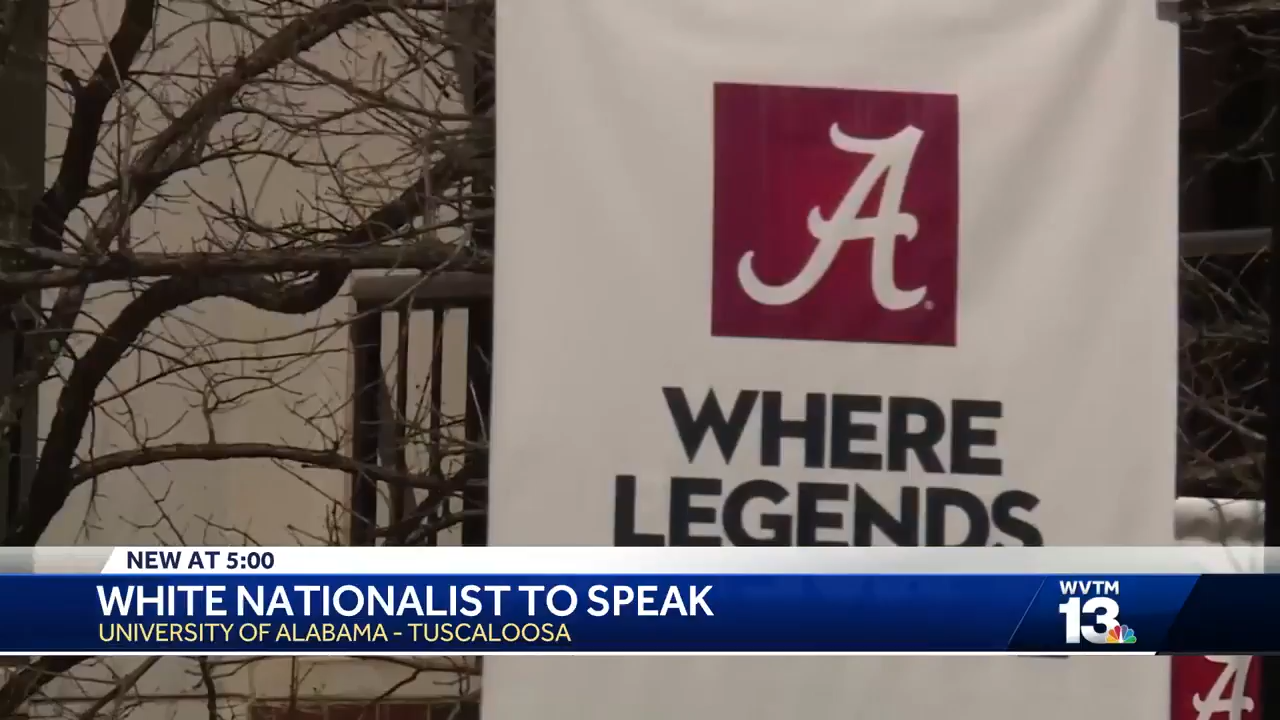 A
WHERE
LEGENDS
NEW AT 5:00
WHITE NATIONALIST TO SPEAK
UNIVERSITY OF ALABAMA - TUSCALOOSA
WVTM
13
A